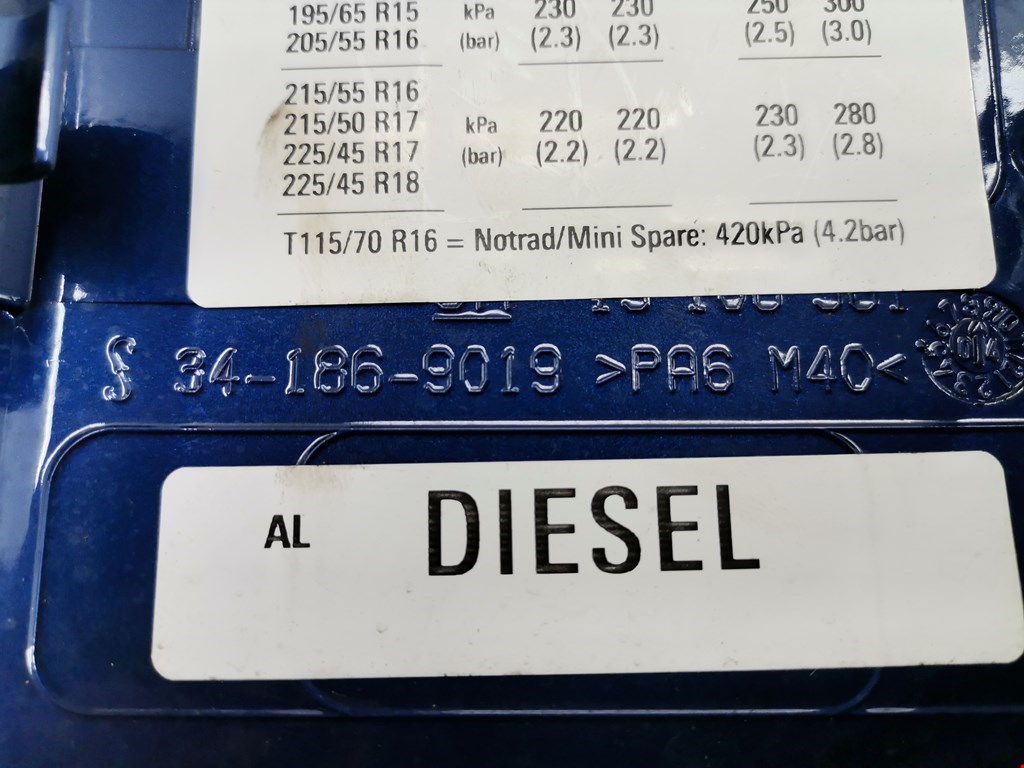 195/65 R15 kPa 230 230 250 300
205/55 R16 (bar) (2.3) (2.3) (2.5) (3.0)
215/55 R16
215/50 R17 kPa 220 220 230 280
225/45 R17 (bar) (2.2) (2.2) (2.3) (2.8)
225/45 R18
T115/70 R16 = Notrad/Mini Spare: 420kPa (4.2bar)
34-186-9019 >PA6 M40<
AL DIESEL